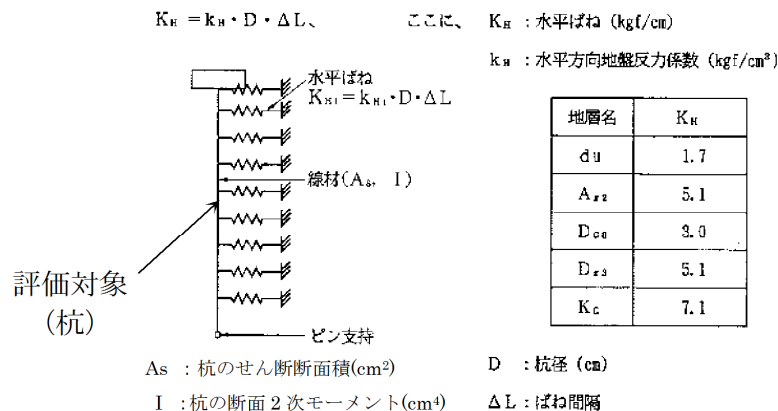 K_H = k_H・D・ΔL、 ここに、 K_H：水平ばね (kgf/cm)
k_H：水平方向地盤反力係数 (kgf/cm³)
水平ばね
K_Hi = k_Hi・D・ΔL
線材(A_s, I)
評価対象
（杭）
ピン支持
地層名 K_H
du 1.7
A_s2 5.1
D_c0 3.0
D_s3 5.1
K_C 7.1
As ：杭のせん断断面積(cm²)
I ：杭の断面２次モーメント(cm⁴)
D ：杭径 (cm)
ΔL：ばね間隔